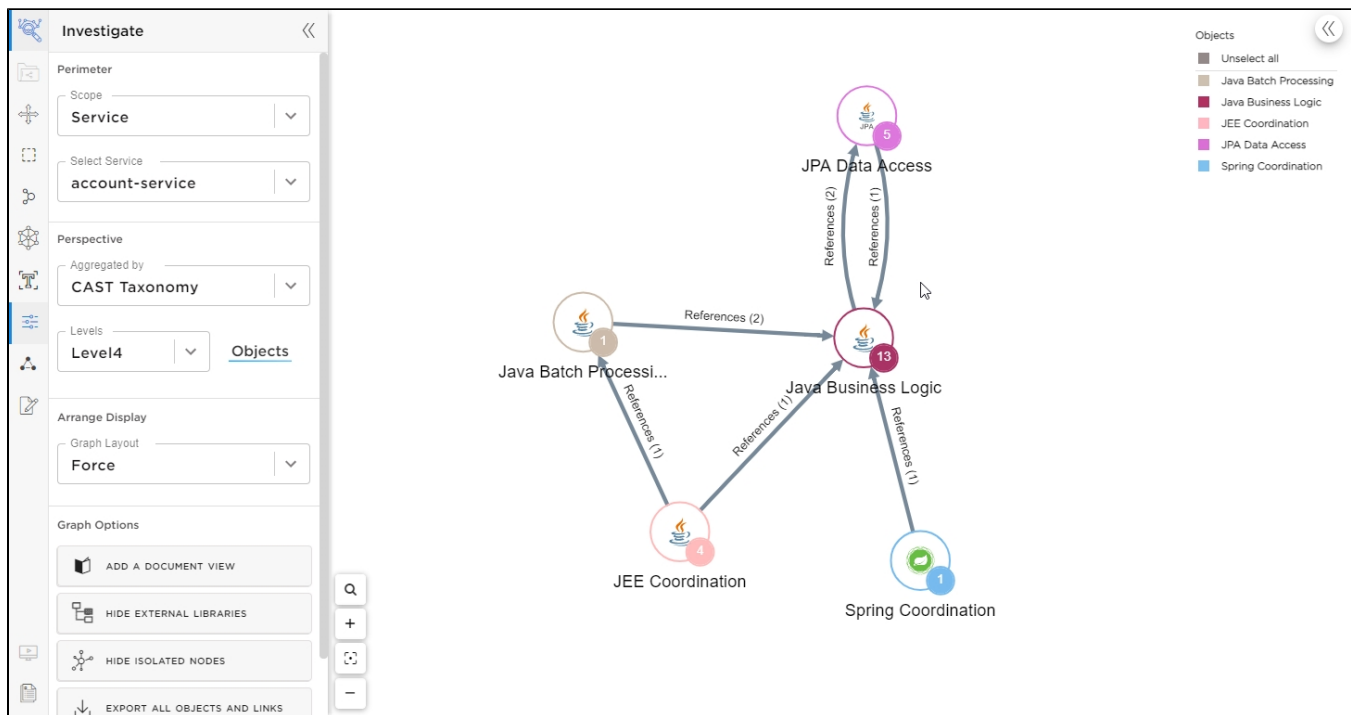 Investigate
Perimeter
Scope
Service
Select Service
account-service
Perspective
Aggregated by
CAST Taxonomy
Levels
Level4
Objects
Arrange Display
Graph Layout
Force
Graph Options
ADD A DOCUMENT VIEW
HIDE EXTERNAL LIBRARIES
HIDE ISOLATED NODES
EXPORT ALL OBJECTS AND LINKS
JPA
5
JPA Data Access
References (2)
References (1)
1
Java Batch Processi...
References (2)
13
Java Business Logic
References (1)
References (1)
References (1)
4
JEE Coordination
1
Spring Coordination
Objects
Unselect all
Java Batch Processing
Java Business Logic
JEE Coordination
JPA Data Access
Spring Coordination